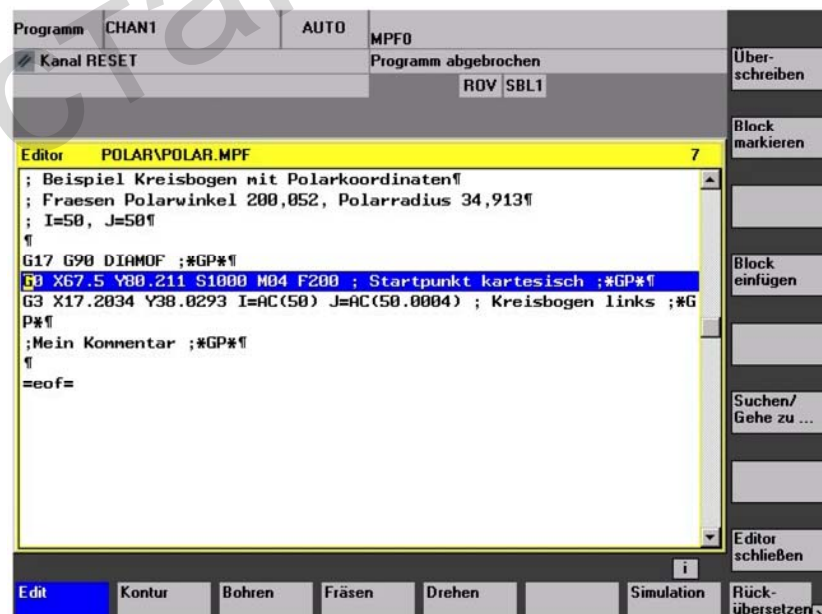 Programm CHAN1 AUTO MPF0
Kanal RESET Programm abgebrochen
ROV SBL1
Editor POLAR\POLAR.MPF 7
; Beispiel Kreisbogen mit Polarkoordinaten¶
; Fraesen Polarwinkel 200,052, Polarradius 34,913¶
; I=50, J=50¶
¶
G17 G90 DIAMOF ;*GP*¶
G0 X67.5 Y80.211 S1000 M04 F200 ; Startpunkt kartesisch ;*GP*¶
G3 X17.2034 Y38.0293 I=AC(50) J=AC(50.0004) ; Kreisbogen links ;*G
P*¶
;Mein Kommentar ;*GP*¶
¶
=eof=
i
Edit Kontur Bohren Fräsen Drehen Simulation
Über-
schreiben
Block
markieren
Block
einfügen
Suchen/
Gehe zu ...
Editor
schließen
Rück-
übersetzen